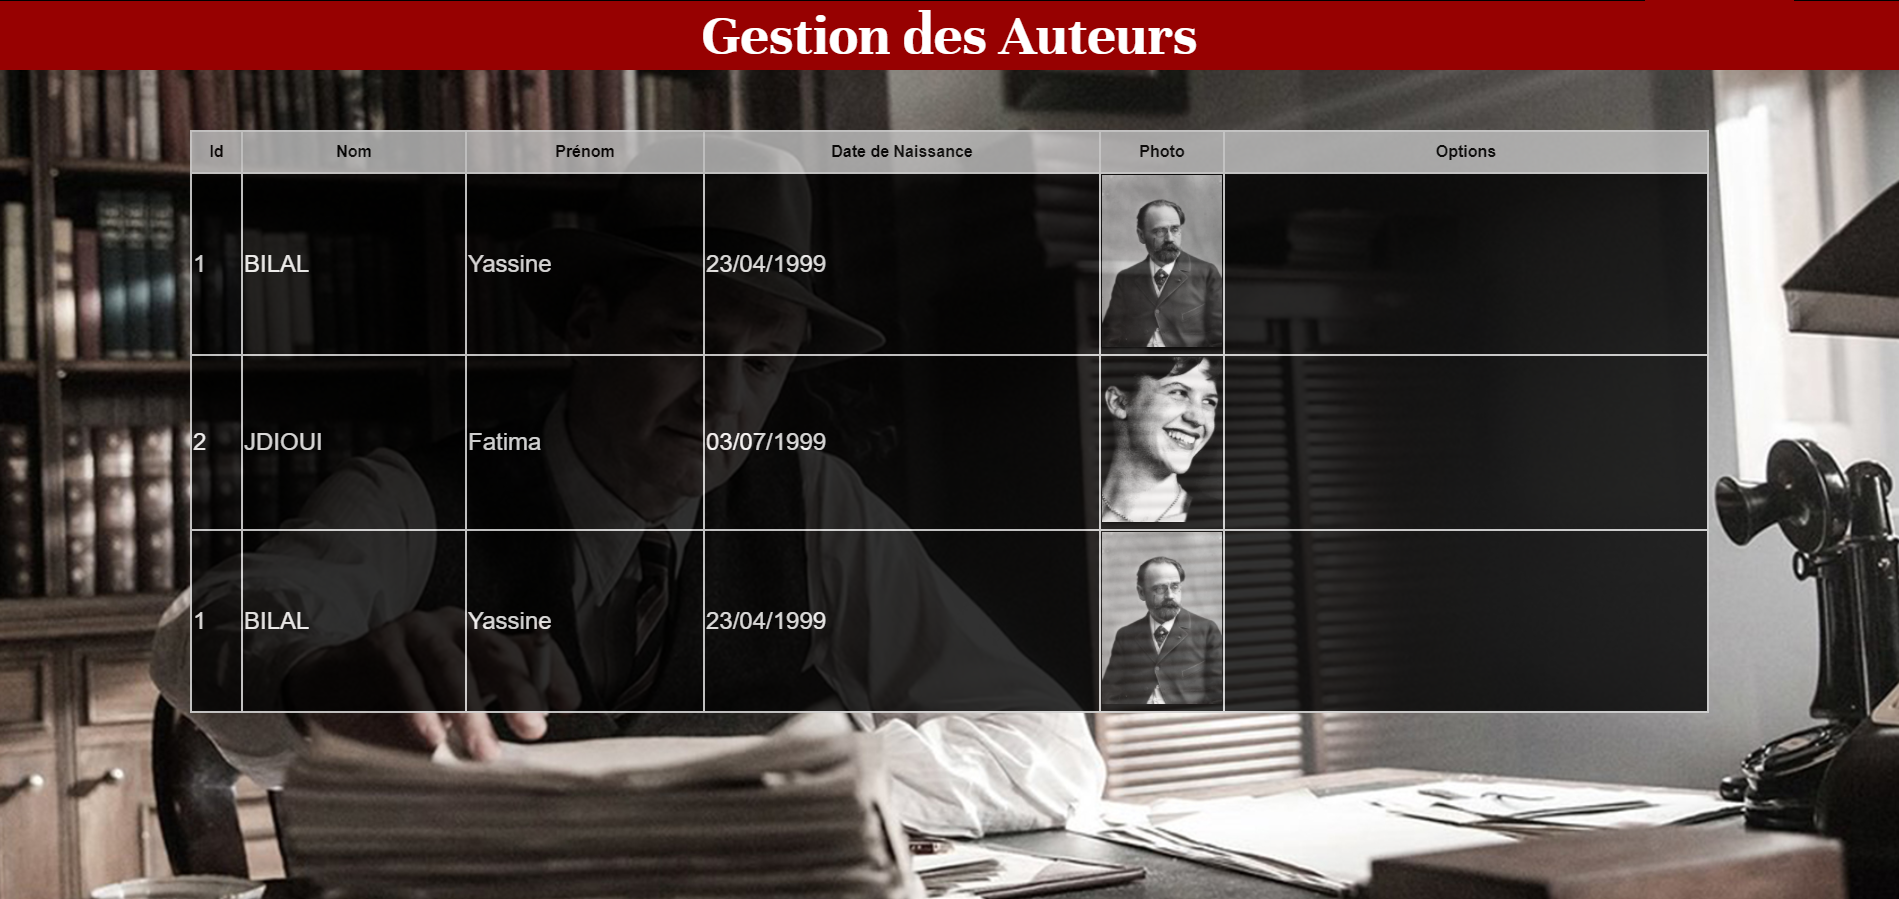 Gestion des Auteurs
Id Nom Prénom Date de Naissance Photo Options
1 BILAL Yassine 23/04/1999
2 JDIOUI Fatima 03/07/1999
1 BILAL Yassine 23/04/1999